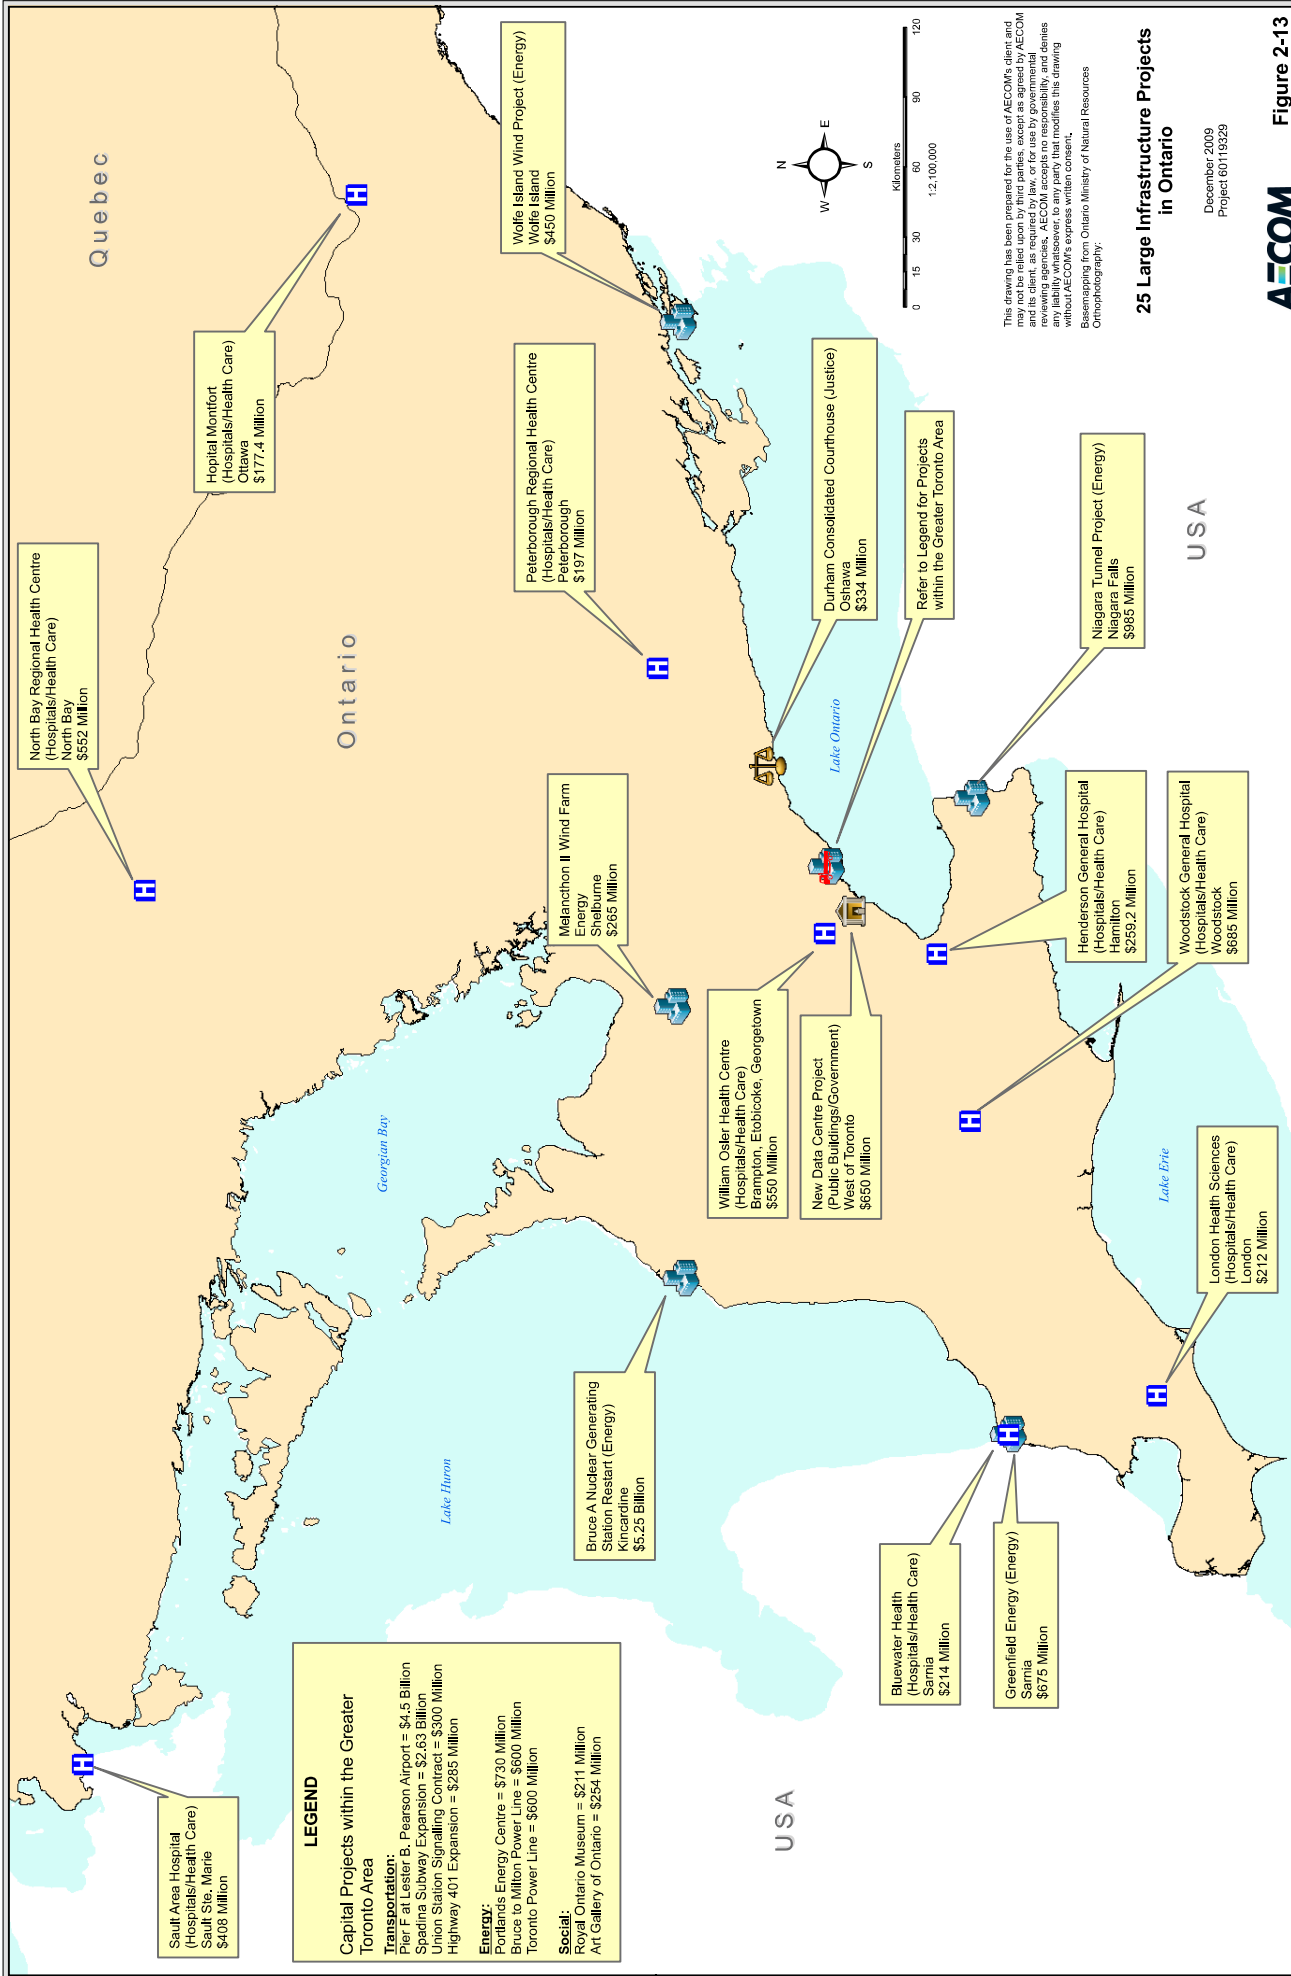 Quebec
Ontario
USA
USA
Georgian Bay
Lake Huron
Lake Ontario
Lake Erie
Sault Area Hospital
(Hospitals/Health Care)
Sault Ste. Marie
$408 Million
North Bay Regional Health Centre
(Hospitals/Health Care)
North Bay
$552 Million
Hopital Montfort
(Hospitals/Health Care)
Ottawa
$177.4 Million
Wolfe Island Wind Project (Energy)
Wolfe Island
$450 Million
Peterborough Regional Health Centre
(Hospitals/Health Care)
Peterborough
$197 Million
Melancthon II Wind Farm
Energy
Shelburne
$265 Million
Bruce A Nuclear Generating
Station Restart (Energy)
Kincardine
$5.25 Billion
William Osler Health Centre
(Hospitals/Health Care)
Brampton, Etobicoke, Georgetown
$550 Million
New Data Centre Project
(Public Buildings/Government)
West of Toronto
$650 Million
Durham Consolidated Courthouse (Justice)
Oshawa
$334 Million
Refer to Legend for Projects
within the Greater Toronto Area
Niagara Tunnel Project (Energy)
Niagara Falls
$985 Million
Henderson General Hospital
(Hospitals/Health Care)
Hamilton
$259.2 Million
Woodstock General Hospital
(Hospitals/Health Care)
Woodstock
$685 Million
London Health Sciences
(Hospitals/Health Care)
London
$212 Million
Bluewater Health
(Hospitals/Health Care)
Sarnia
$214 Million
Greenfield Energy (Energy)
Sarnia
$675 Million
H
H
H
H
H
H
H
H
H
LEGEND
Capital Projects within the Greater
Toronto Area
Transportation:
Pier F at Lester B. Pearson Airport = $4.5 Billion
Spadina Subway Expansion = $2.63 Billion
Union Station Signalling Contract = $300 Million
Highway 401 Expansion = $285 Million
Energy:
Portlands Energy Centre = $730 Million
Bruce to Milton Power Line = $600 Million
Toronto Power Line = $600 Million
Social:
Royal Ontario Museum = $211 Million
Art Gallery of Ontario = $254 Million
N
W E
S
Kilometers
0 15 30 60 90 120
1:2,100,000
This drawing has been prepared for the use of AECOM's client and
may not be relied upon by third parties, except as agreed by AECOM
and its client, as required by law, or for use by governmental
reviewing agencies. AECOM accepts no responsibility, and denies
any liability whatsoever, to any party that modifies this drawing
without AECOM's express written consent.
Basemapping from Ontario Ministry of Natural Resources
Orthophotography:
25 Large Infrastructure Projects
in Ontario
December 2009
Project 60119329
AECOM
Figure 2-13